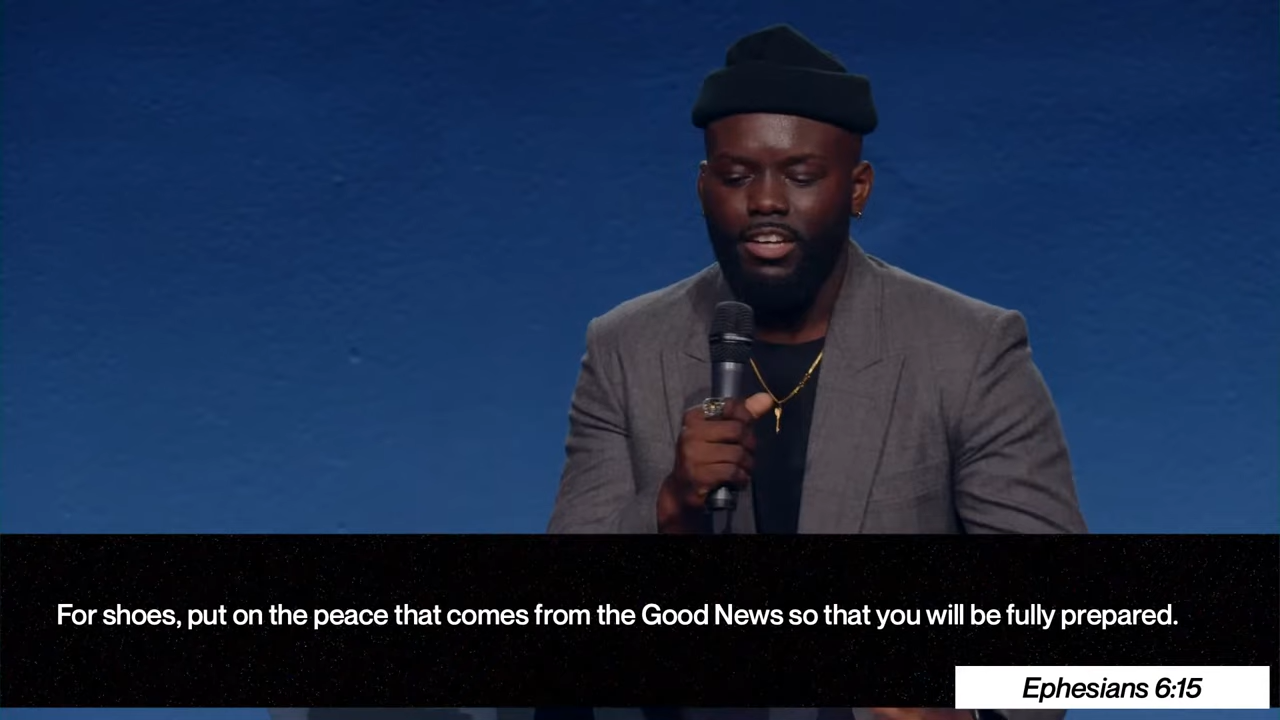 For shoes, put on the peace that comes from the Good News so that you will be fully prepared.
Ephesians 6:15